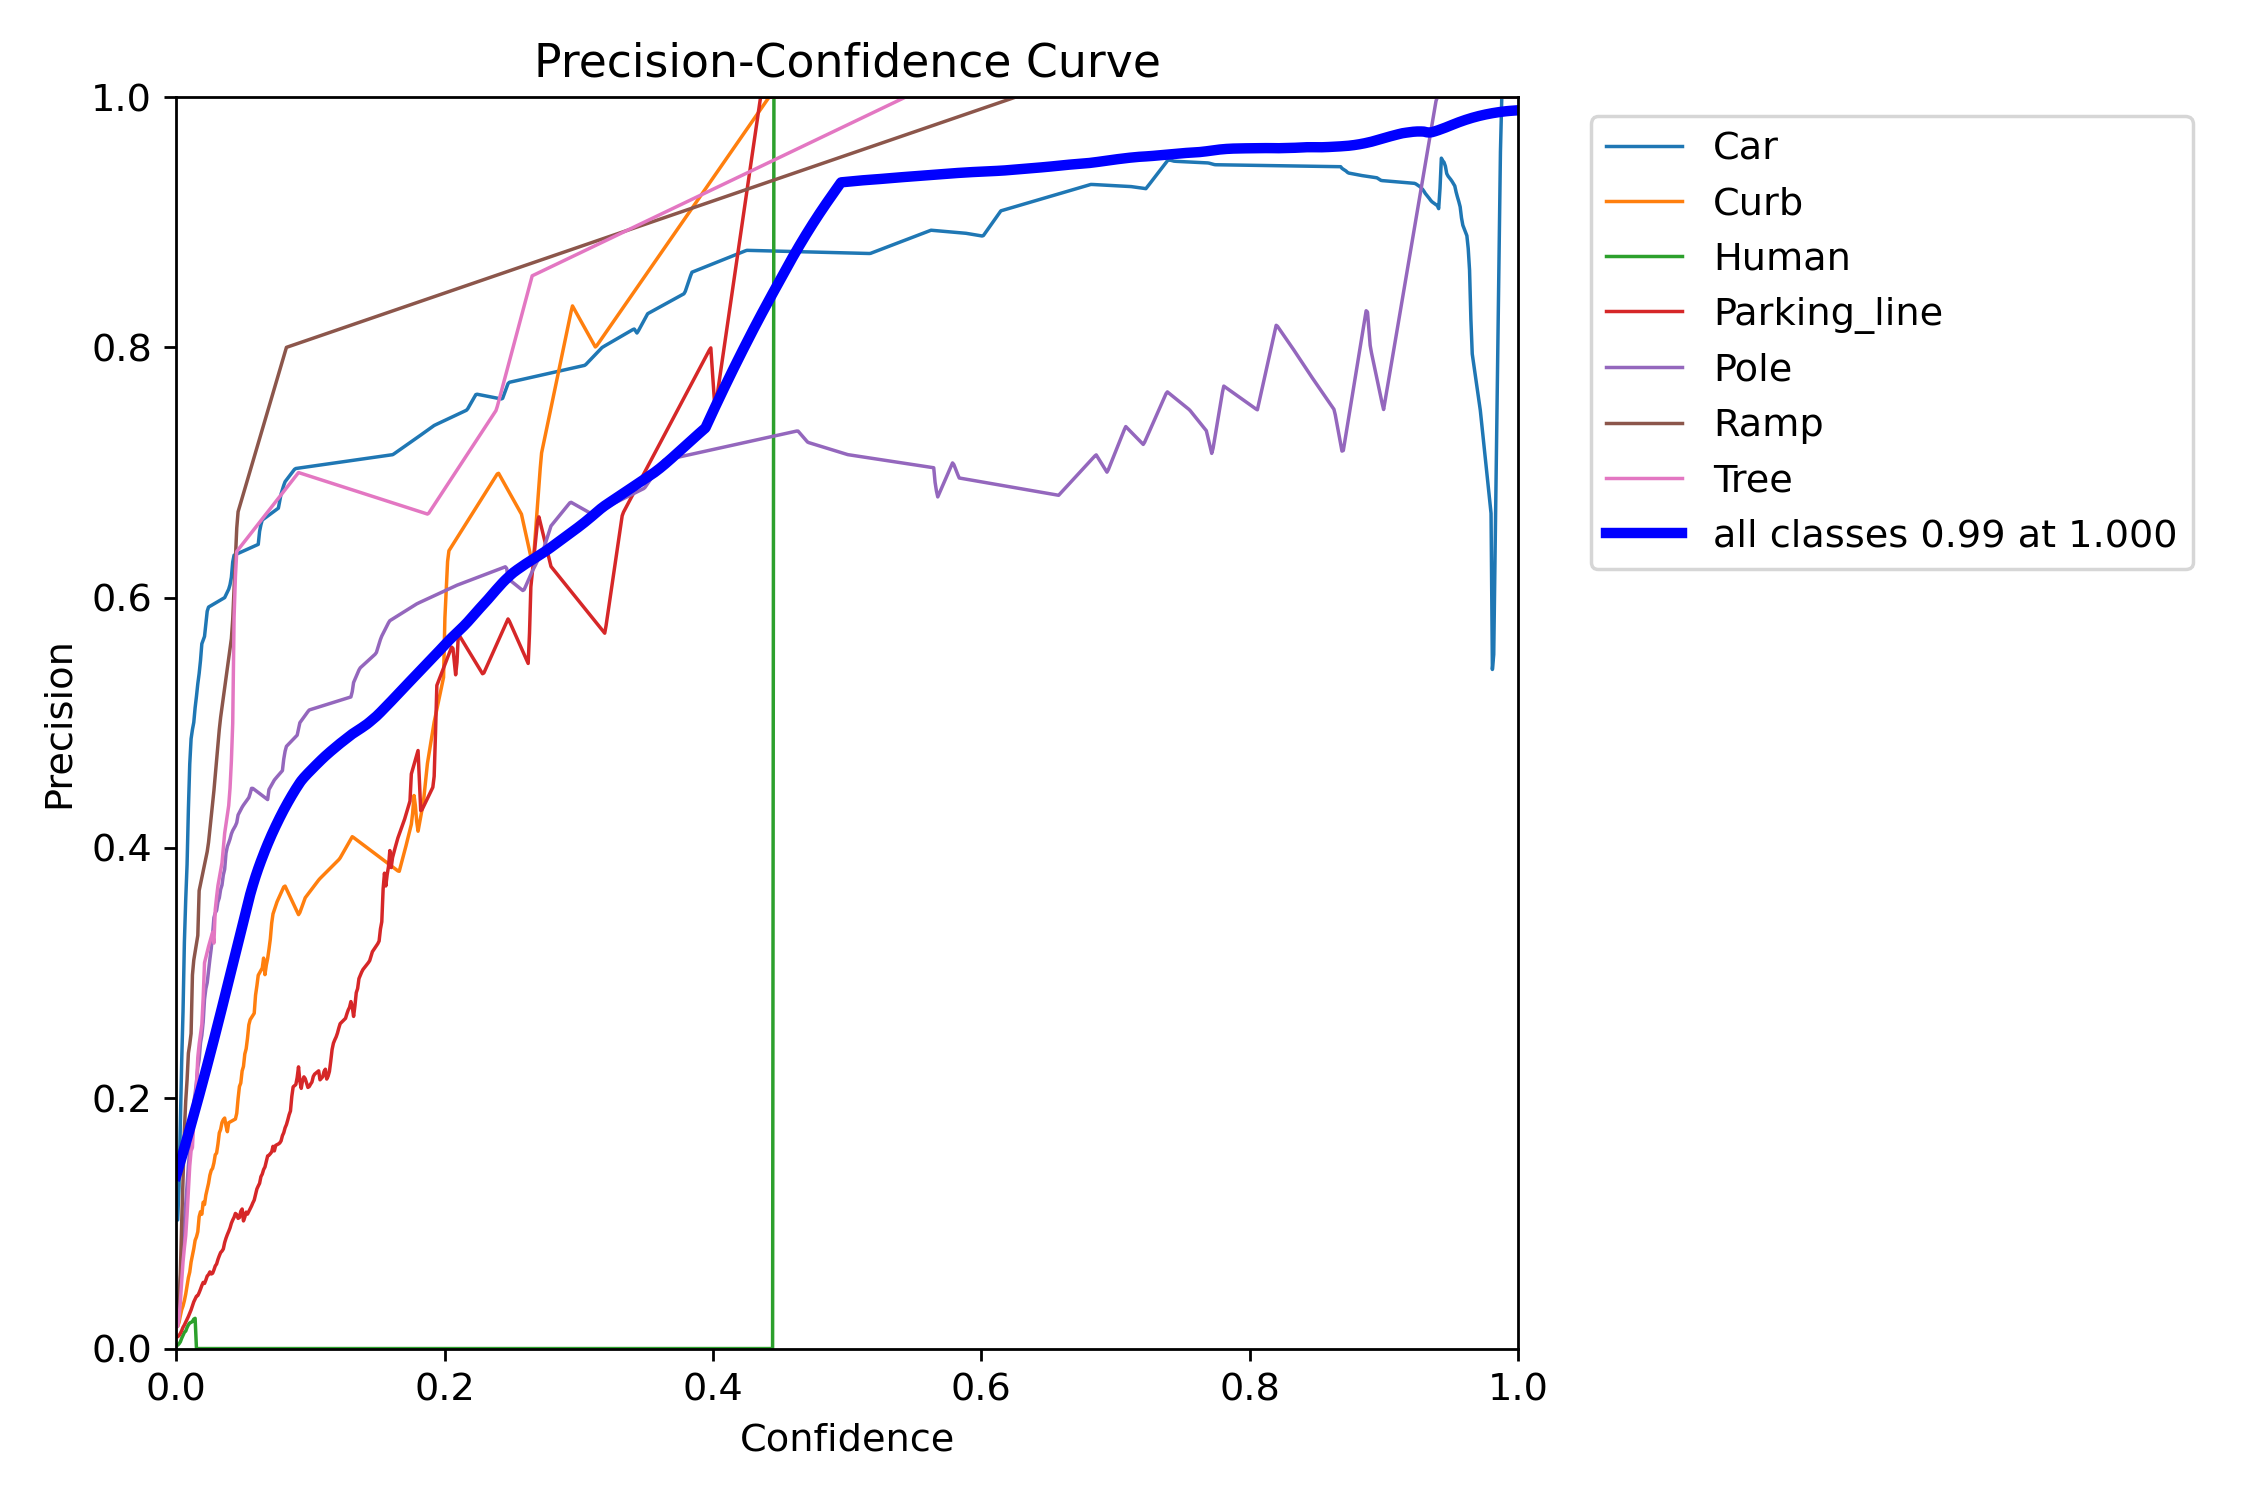 Precision-Confidence Curve
1.0
0.8
0.6
0.4
0.2
0.0
Precision
0.0 0.2 0.4 0.6 0.8 1.0
Confidence
Car
Curb
Human
Parking_line
Pole
Ramp
Tree
all classes 0.99 at 1.000